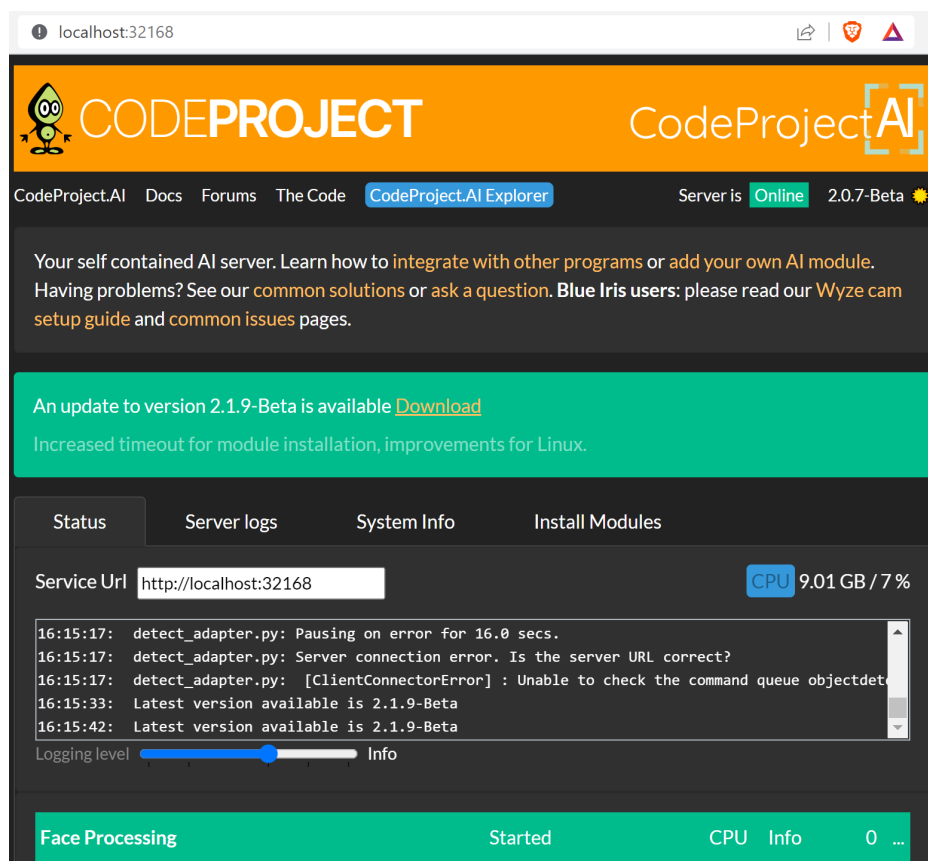 localhost:32168
CODEPROJECT
CodeProjectAI
CodeProject.AI Docs Forums The Code CodeProject.AI Explorer Server is Online 2.0.7-Beta
Your self contained AI server. Learn how to integrate with other programs or add your own AI module.
Having problems? See our common solutions or ask a question. Blue Iris users: please read our Wyze cam
setup guide and common issues pages.
An update to version 2.1.9-Beta is available Download
Increased timeout for module installation, improvements for Linux.
Status Server logs System Info Install Modules
Service Url http://localhost:32168 CPU 9.01 GB / 7 %
16:15:17: detect_adapter.py: Pausing on error for 16.0 secs.
16:15:17: detect_adapter.py: Server connection error. Is the server URL correct?
16:15:17: detect_adapter.py: [ClientConnectorError] : Unable to check the command queue objectdete
16:15:33: Latest version available is 2.1.9-Beta
16:15:42: Latest version available is 2.1.9-Beta
Logging level Info
Face Processing Started CPU Info 0 ...